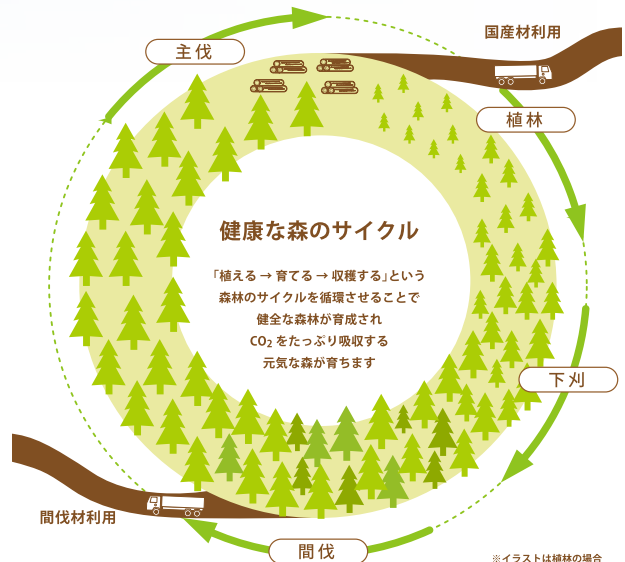 主伐
国産材利用
植林
健康な森のサイクル
「植える → 育てる → 収穫する」という
森林のサイクルを循環させることで
健全な森林が育成され
CO₂ をたっぷり吸収する
元気な森が育ちます
下刈
間伐材利用
間伐
※イラストは植林の場合